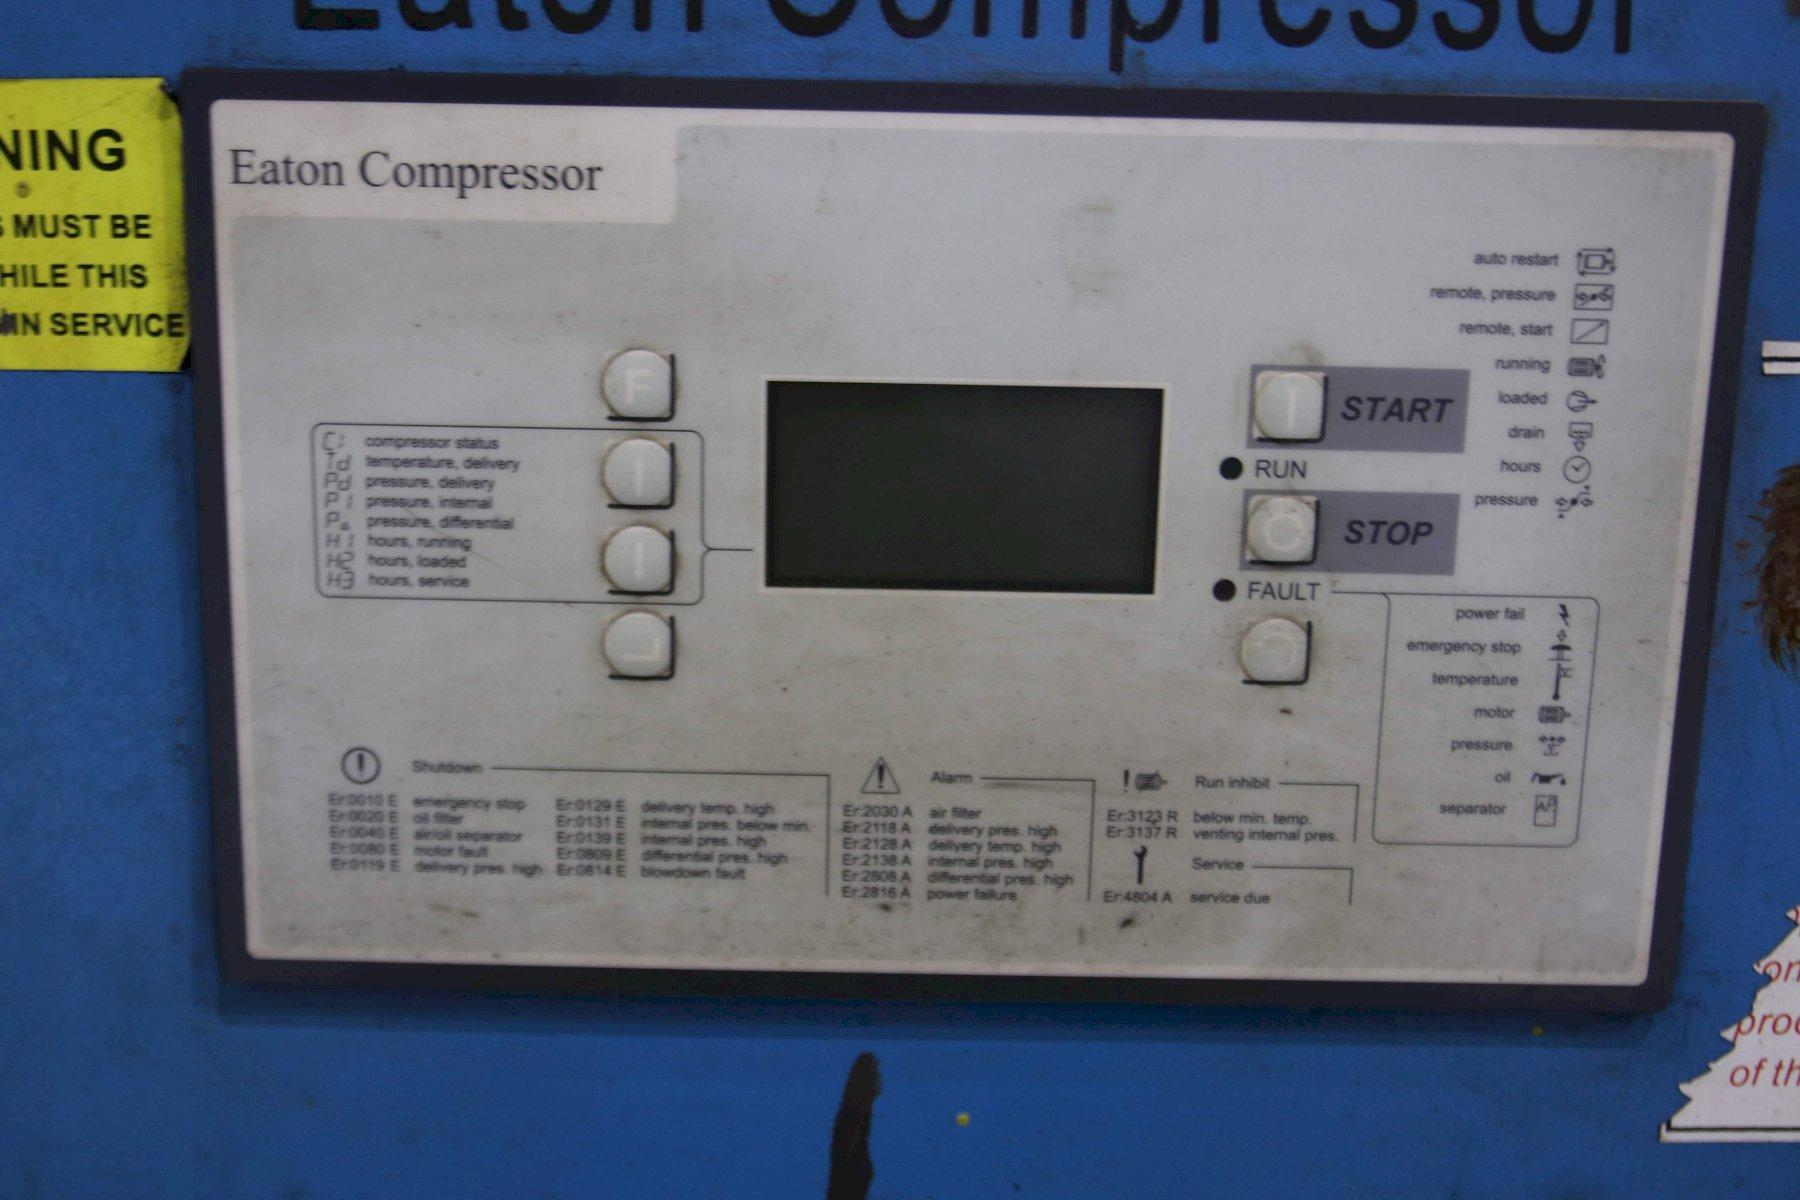 Eaton Compressor
NING
S MUST BE
HILE THIS
IN SERVICE
Eaton Compressor
auto restart
remote, pressure
remote, start
running
loaded
drain
hours
pressure
F
START
RUN
STOP
FAULT
C: compressor status
Td temperature, delivery
Pd pressure, delivery
P1 pressure, internal
P▵ pressure, differential
H1 hours, running
H2 hours, loaded
H3 hours, service
power fail
emergency stop
temperature
motor
pressure
oil
separator
ΔP
Shutdown
Er:0010 E emergency stop
Er:0020 E oil filter
Er:0040 E air/oil separator
Er:0080 E motor fault
Er:0119 E delivery pres. high
Er:0129 E delivery temp. high
Er:0131 E internal pres. below min.
Er:0139 E internal pres. high
Er:0809 E differential pres. high
Er:0814 E blowdown fault
Alarm
Er:2030 A air filter
Er:2118 A delivery pres. high
Er:2128 A delivery temp. high
Er:2138 A internal pres. high
Er:2808 A differential pres. high
Er:2816 A power failure
Run inhibit
Er:3123 R below min. temp.
Er:3137 R venting internal pres.
Service
Er:4804 A service due
on
proc
of th